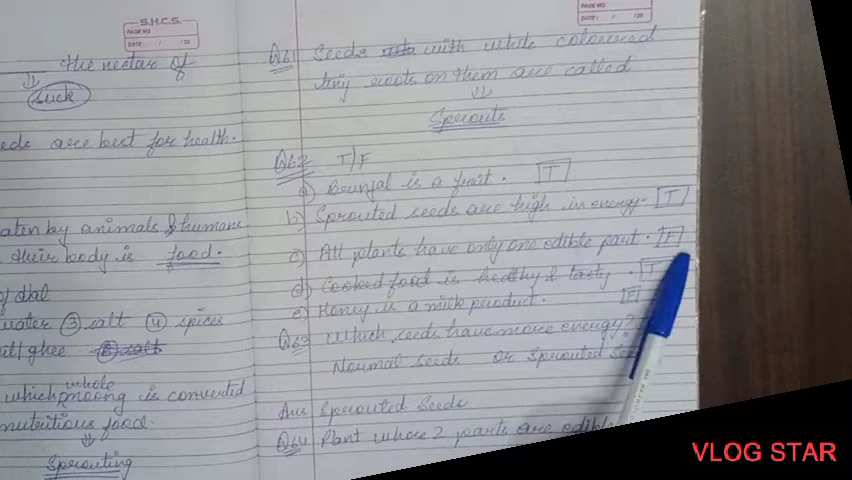 S.H.C.S.
PAGE NO
DATE: / /20
the nectar of
suck
eds are best for health.
aten by animals & humans
their body is food.
of dal
water ③ salt ④ spices
ghee
which whole moong is converted
nutritious food.
Sprouting
PAGE NO
DATE: / /20
Q61 Seeds with white coloured
tiny roots on them are called
Sprouts
Q62 T/F
a) Brinjal is a fruit. T
b) Sprouted seeds are high in energy. T
c) All plants have only one edible part. F
d) Cooked food is healthy & tasty. T
e) Honey is a milk product. F
Q63 Which seeds have more energy?
Normal seeds or Sprouted See
Ans Sprouted Seeds
Q64 Plant whose 2 parts are edible
VLOG STAR